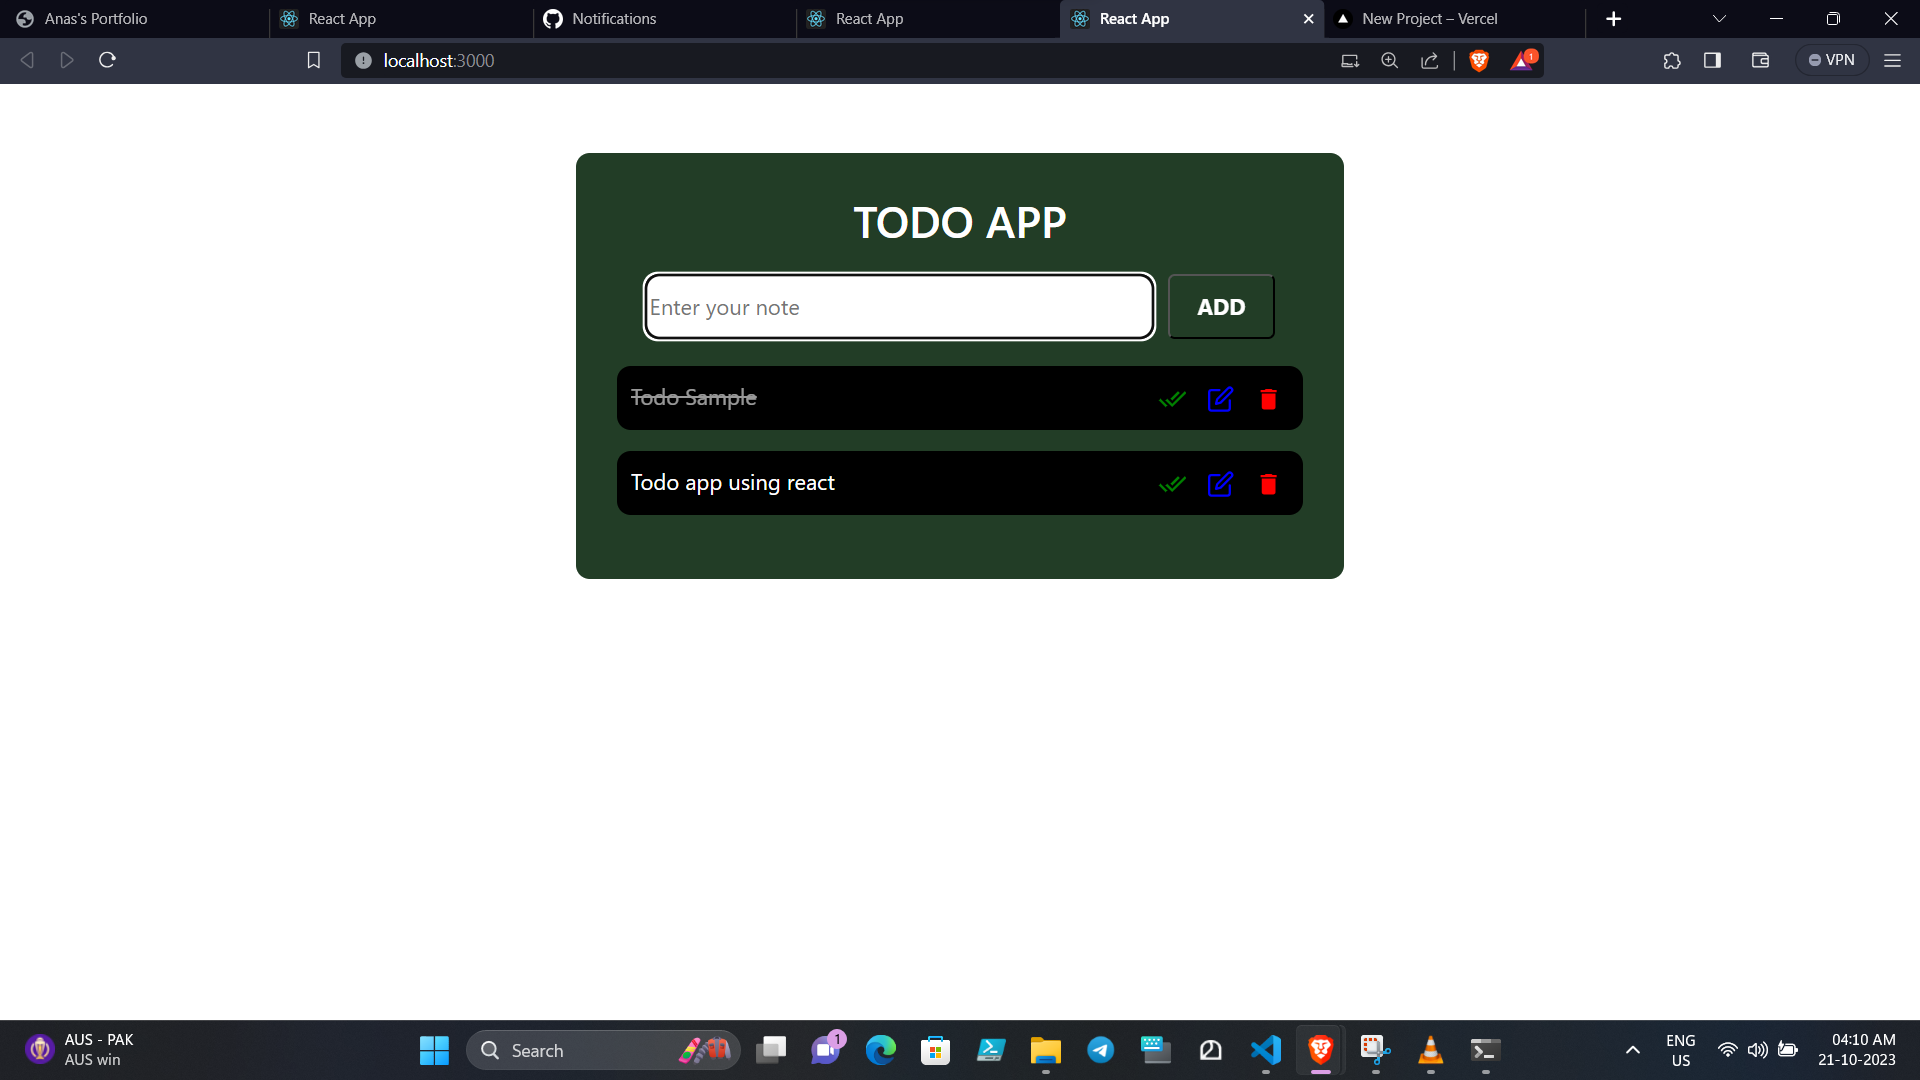 Anas's Portfolio
React App
Notifications
React App
React App
New Project – Vercel
localhost:3000
1
VPN
TODO APP
Enter your note
ADD
Todo Sample
Todo app using react
AUS - PAK
AUS win
Search
1
ENG
US
04:10 AM
21-10-2023